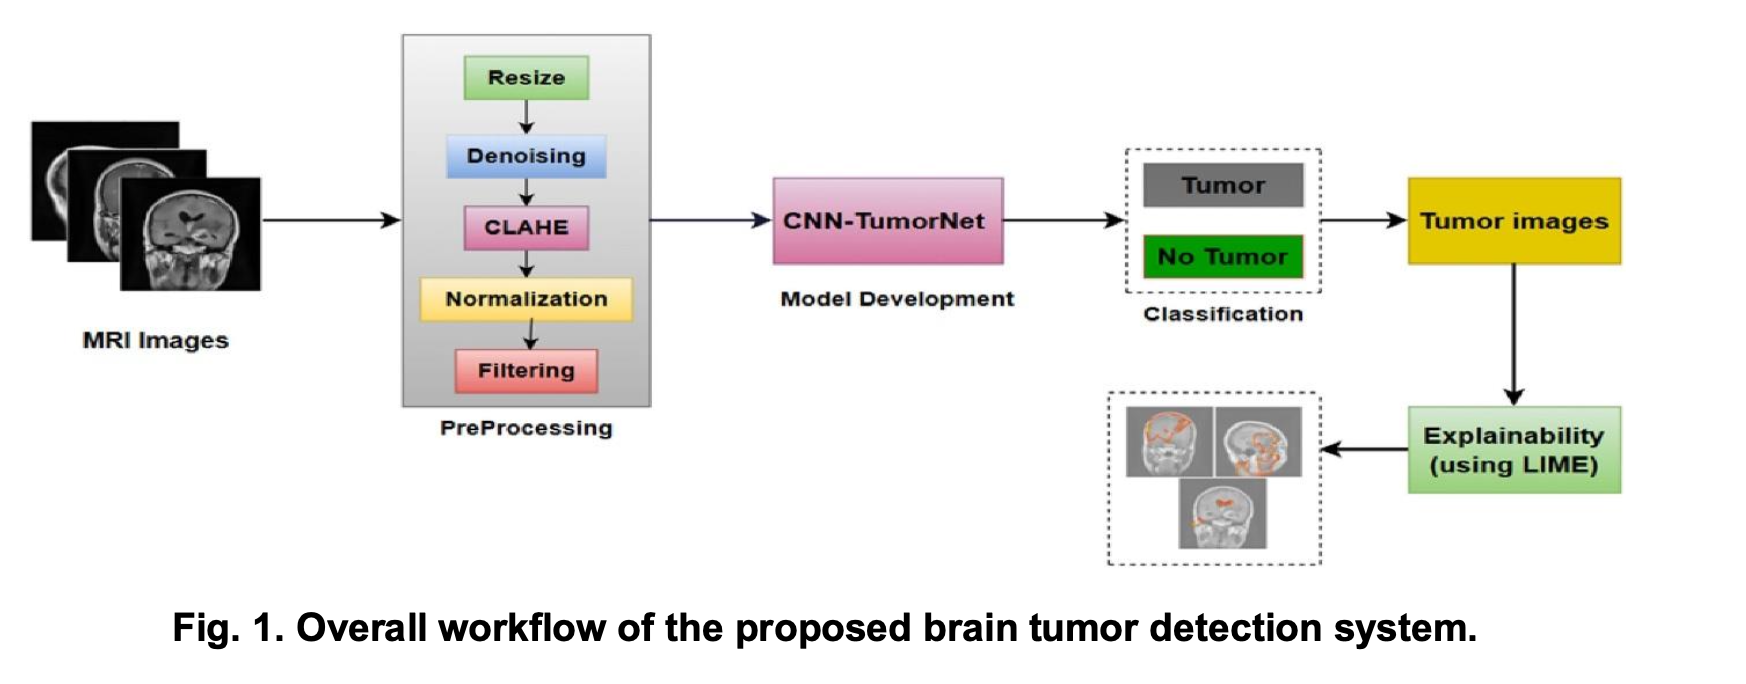 MRI Images
Resize
Denoising
CLAHE
Normalization
Filtering
PreProcessing
CNN-TumorNet
Model Development
Tumor
No Tumor
Classification
Tumor images
Explainability
(using LIME)
Fig. 1. Overall workflow of the proposed brain tumor detection system.